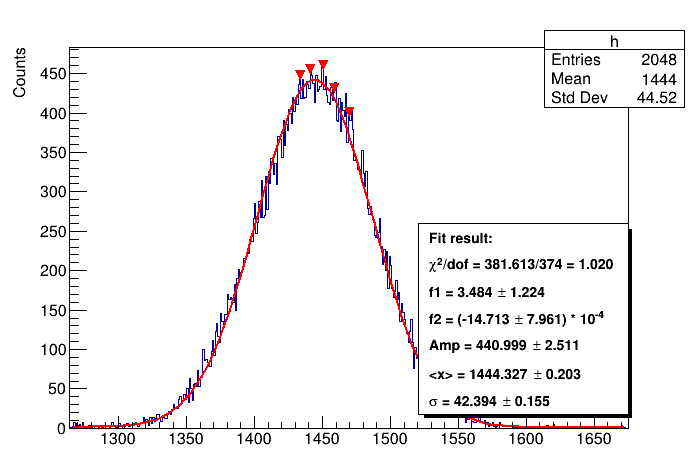 h
Entries 2048
Mean 1444
Std Dev 44.52
Counts
450
400
350
300
250
200
150
100
50
0
Fit result:
χ²/dof = 381.613/374 = 1.020
f1 = 3.484 ± 1.224
f2 = (-14.713 ± 7.961) * 10⁻⁴
Amp = 440.999 ± 2.511
<x> = 1444.327 ± 0.203
σ = 42.394 ± 0.155
1300 1350 1400 1450 1500 1550 1600 1650